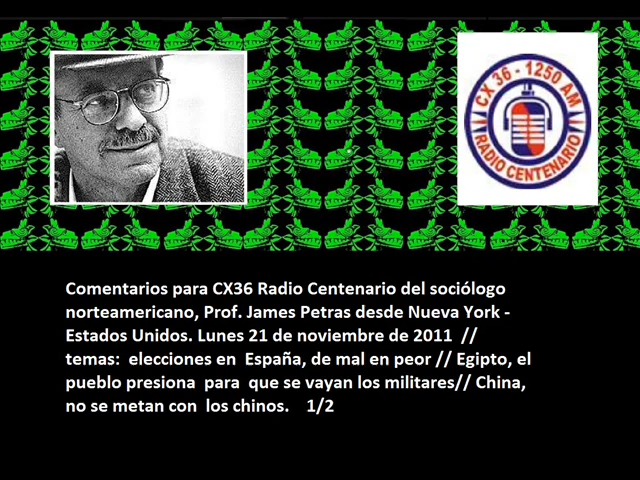 CX 36 - 1250 AM
RADIO CENTENARIO
Comentarios para CX36 Radio Centenario del sociólogo
norteamericano, Prof. James Petras desde Nueva York -
Estados Unidos. Lunes 21 de noviembre de 2011 //
temas: elecciones en España, de mal en peor // Egipto, el
pueblo presiona para que se vayan los militares// China,
no se metan con los chinos. 1/2